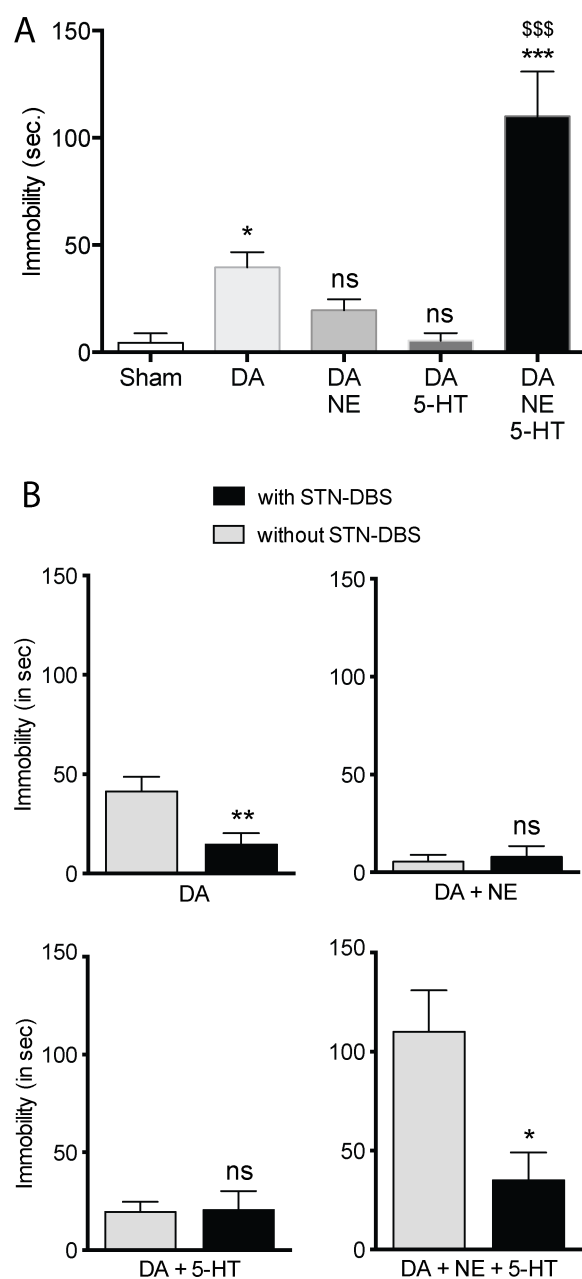 A
Immobility (sec.)
150
100
50
0
$$$
***
*
ns
ns
Sham
DA
DA
NE
DA
5-HT
DA
NE
5-HT
B
with STN-DBS
without STN-DBS
Immobility (in sec)
150
100
50
0
**
DA
150
100
50
0
ns
DA + NE
Immobility (in sec)
150
100
50
0
ns
DA + 5-HT
150
100
50
0
*
DA + NE + 5-HT